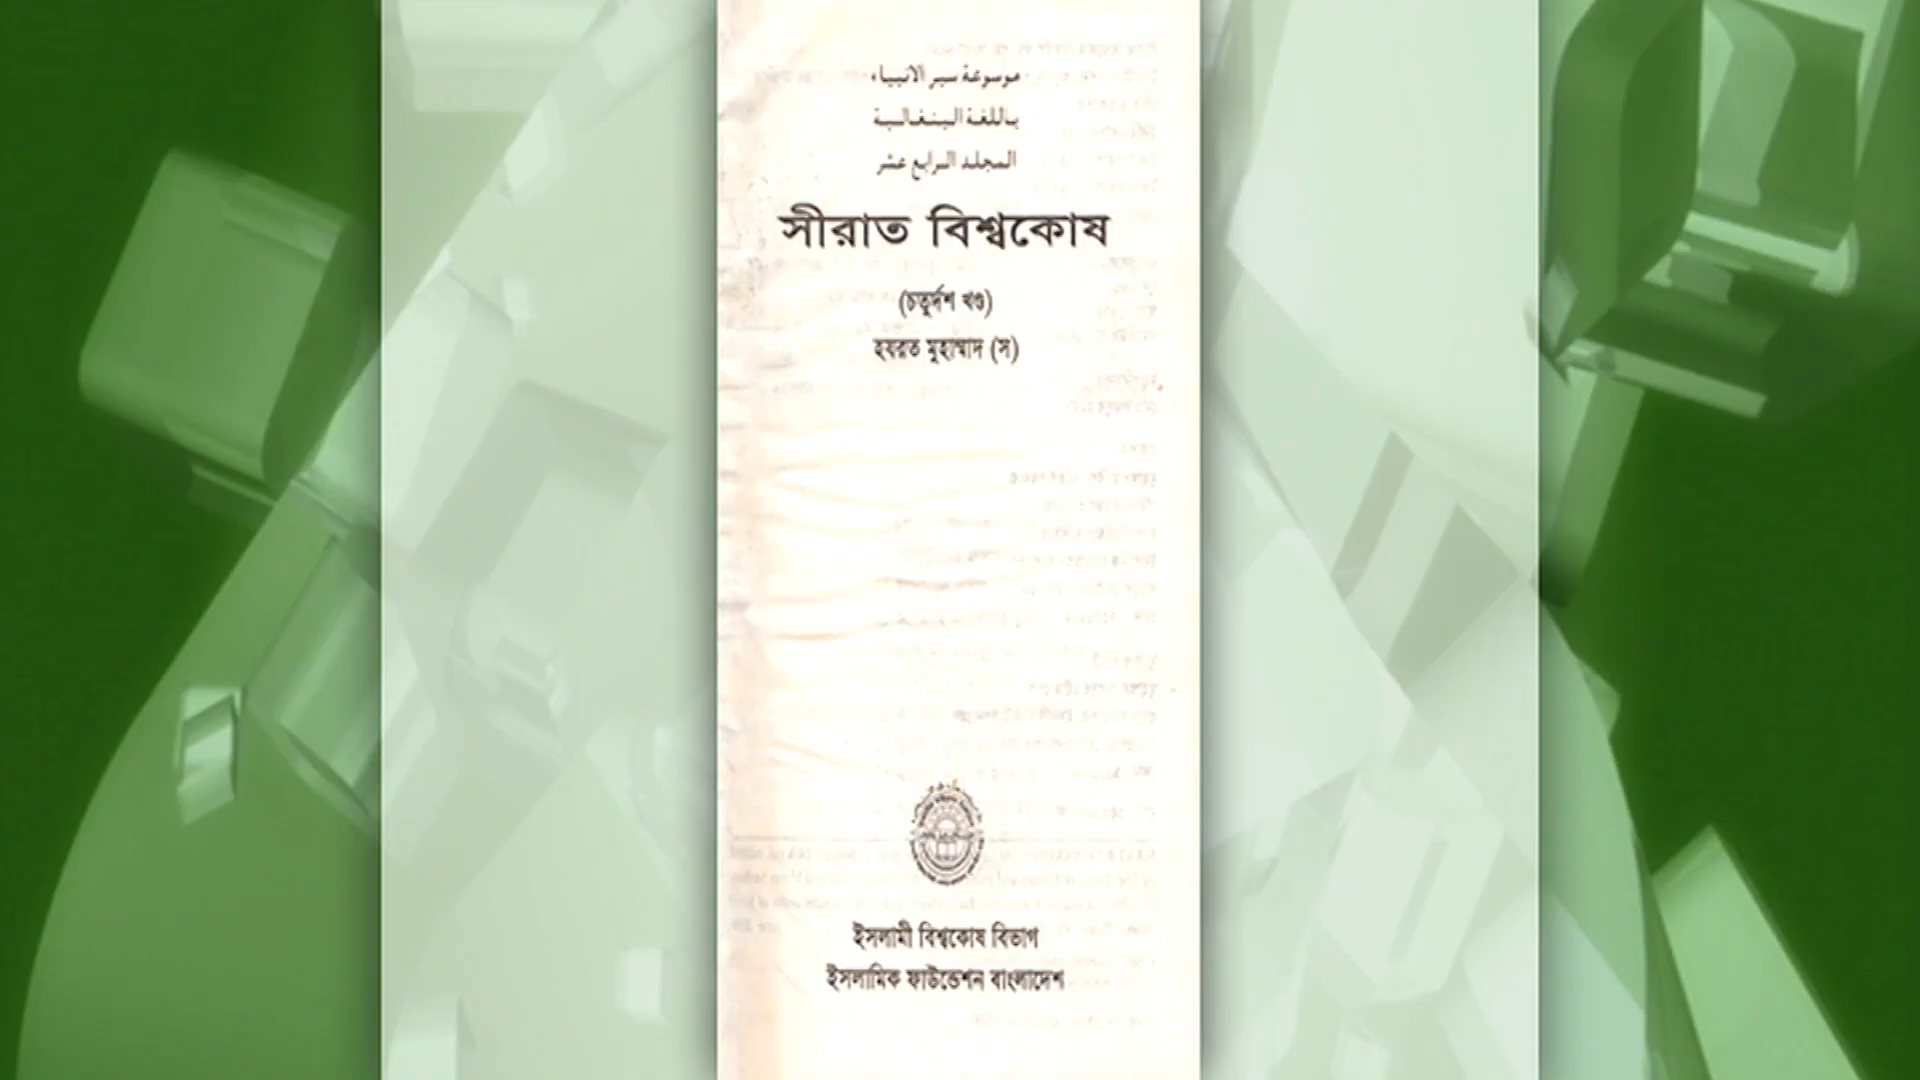 موسوعة سير الانبياء
باللغة البنغالية
المجلد الرابع عشر
সীরাত বিশ্বকোষ
(চতুর্দশ খণ্ড)
হযরত মুহাম্মাদ (স)
ইসলামী বিশ্বকোষ বিভাগ
ইসলামিক ফাউন্ডেশন বাংলাদেশ